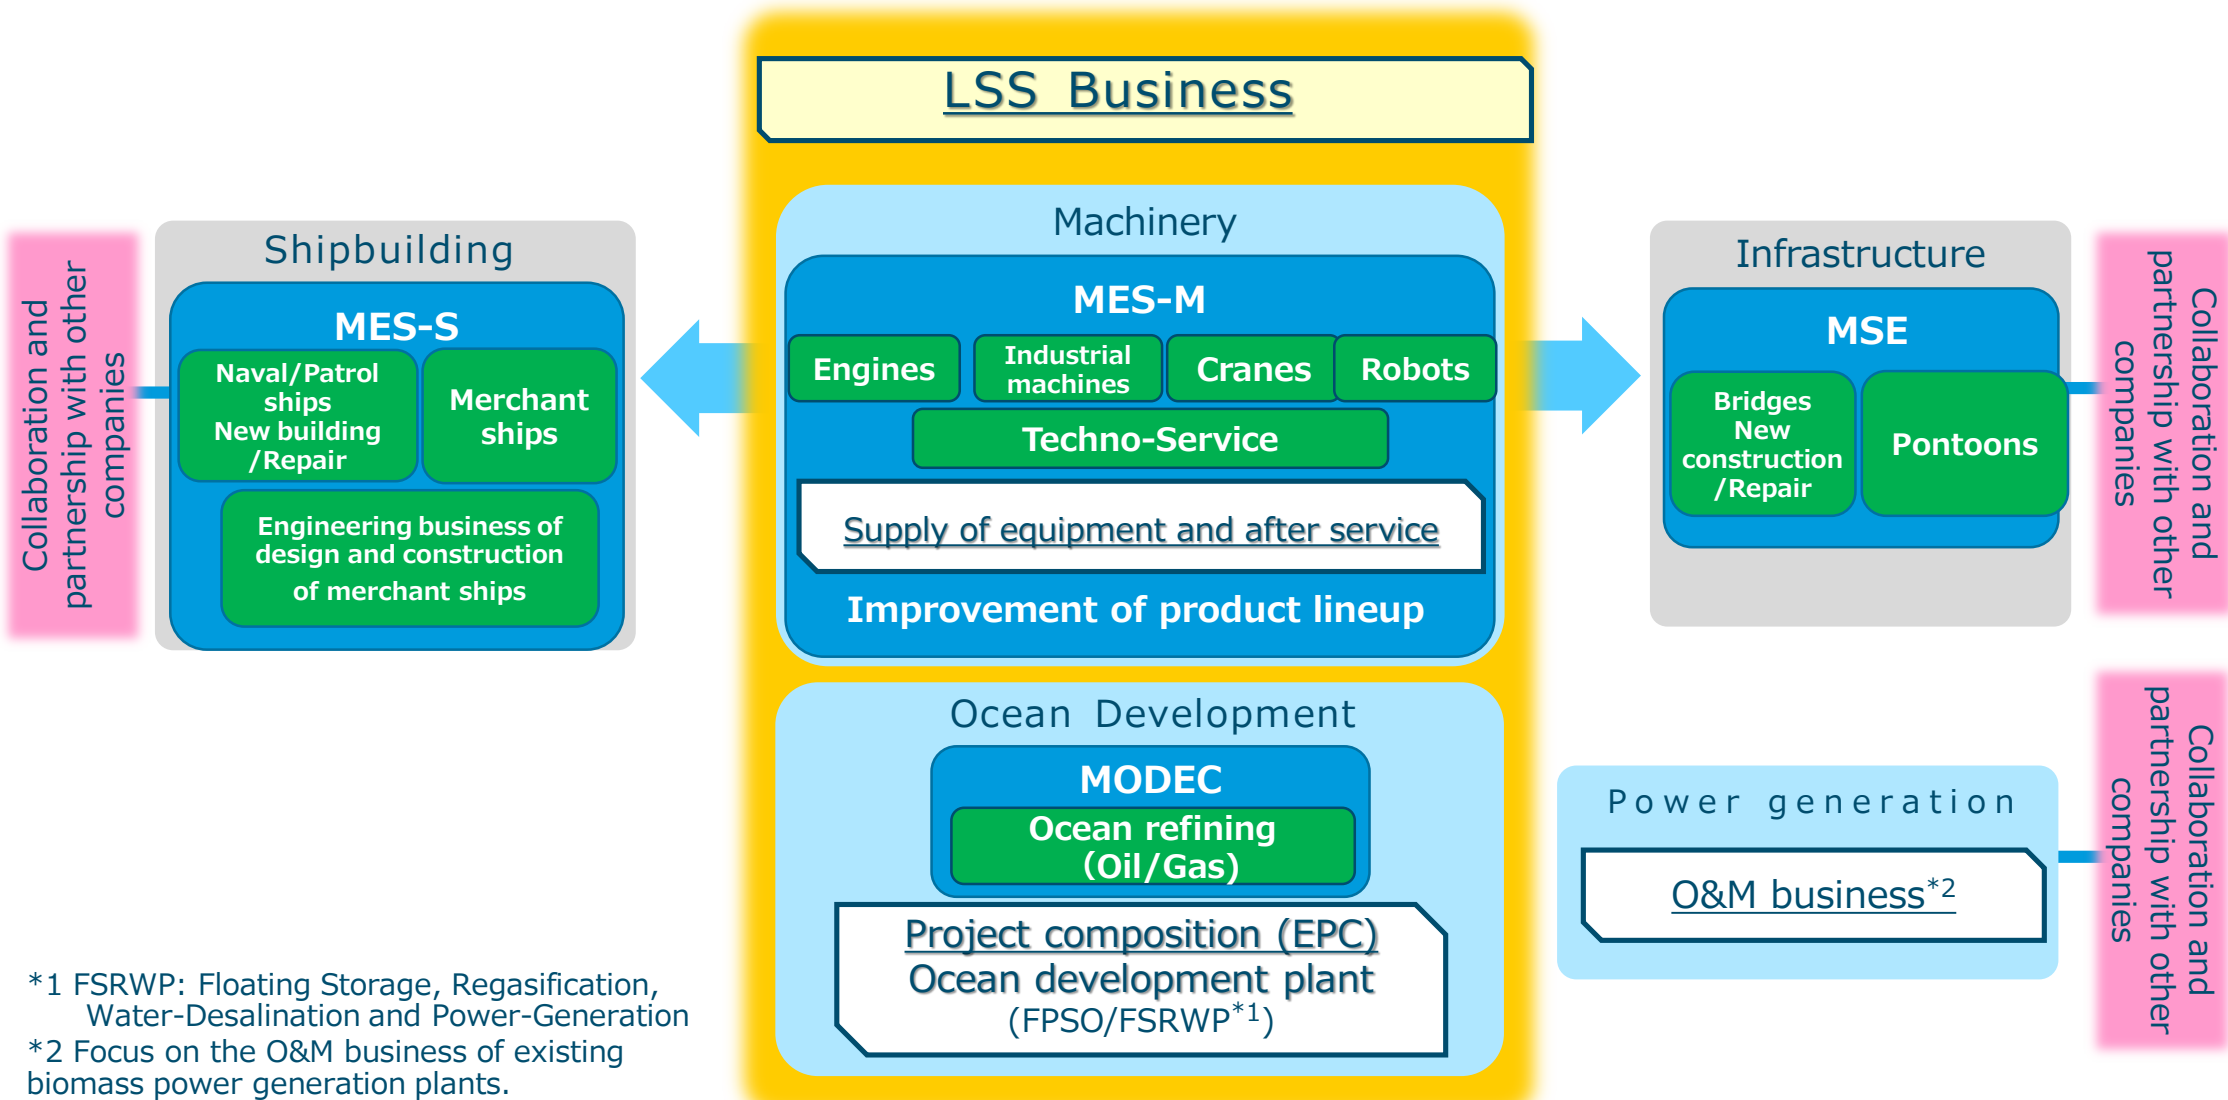 LSS Business
Collaboration and
partnership with other
companies
Shipbuilding
MES-S
Naval/Patrol
ships
New building
/Repair
Merchant
ships
Engineering business of
design and construction
of merchant ships
Machinery
MES-M
Engines
Industrial
machines
Cranes
Robots
Techno-Service
Supply of equipment and after service
Improvement of product lineup
Infrastructure
MSE
Bridges
New
construction
/Repair
Pontoons
Collaboration and
partnership with other
companies
Ocean Development
MODEC
Ocean refining
(Oil/Gas)
Project composition (EPC)
Ocean development plant
(FPSO/FSRWP*1)
Power generation
O&M business*2
Collaboration and
partnership with other
companies
*1 FSRWP: Floating Storage, Regasification,
Water-Desalination and Power-Generation
*2 Focus on the O&M business of existing
biomass power generation plants.